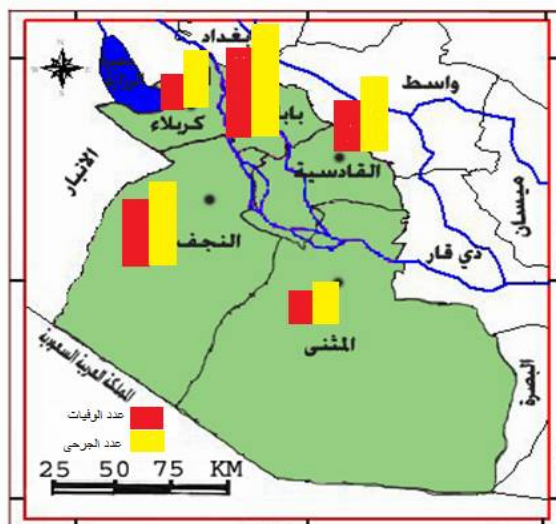 بغداد
واسط
بابل
كربلاء
القادسية
الانبار
ميسان
النجف
ذي قار
المثنى
البصرة
المملكة العربية السعودية
عدد الوفيات
عدد الجرحى
25 50 75 KM